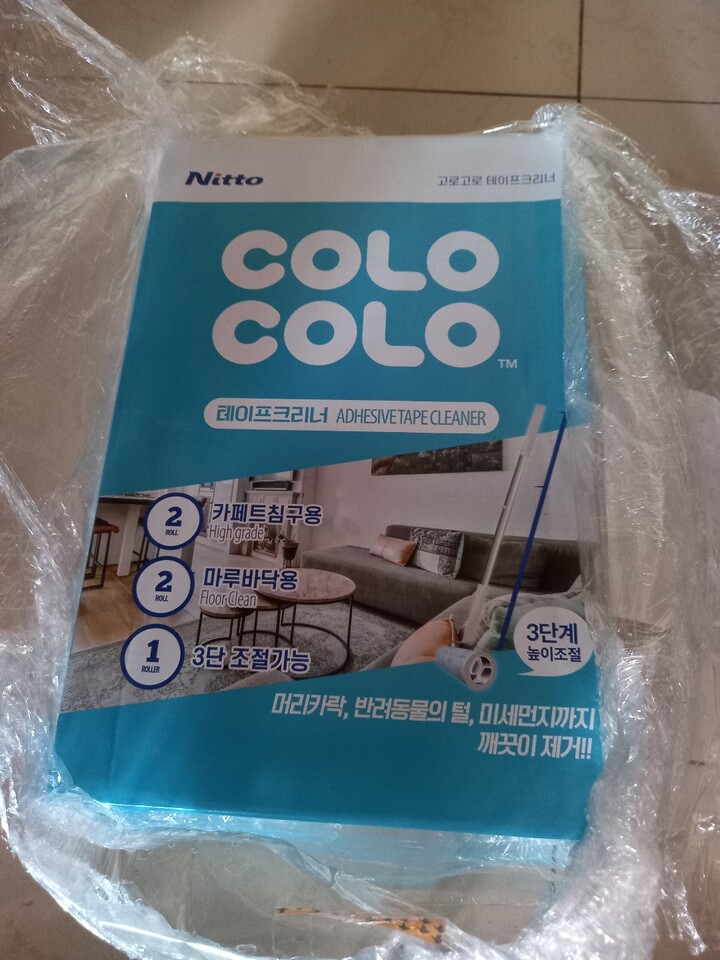 Nitto
고로고로 테이프크리너
COLO
COLO™
테이프크리너 ADHESIVE TAPE CLEANER
2
ROLL
카페트침구용
High grade
2
ROLL
마루바닥용
Floor Clean
1
ROLLER
3단 조절가능
3단계
높이조절
머리카락, 반려동물의 털, 미세먼지까지
깨끗이 제거!!